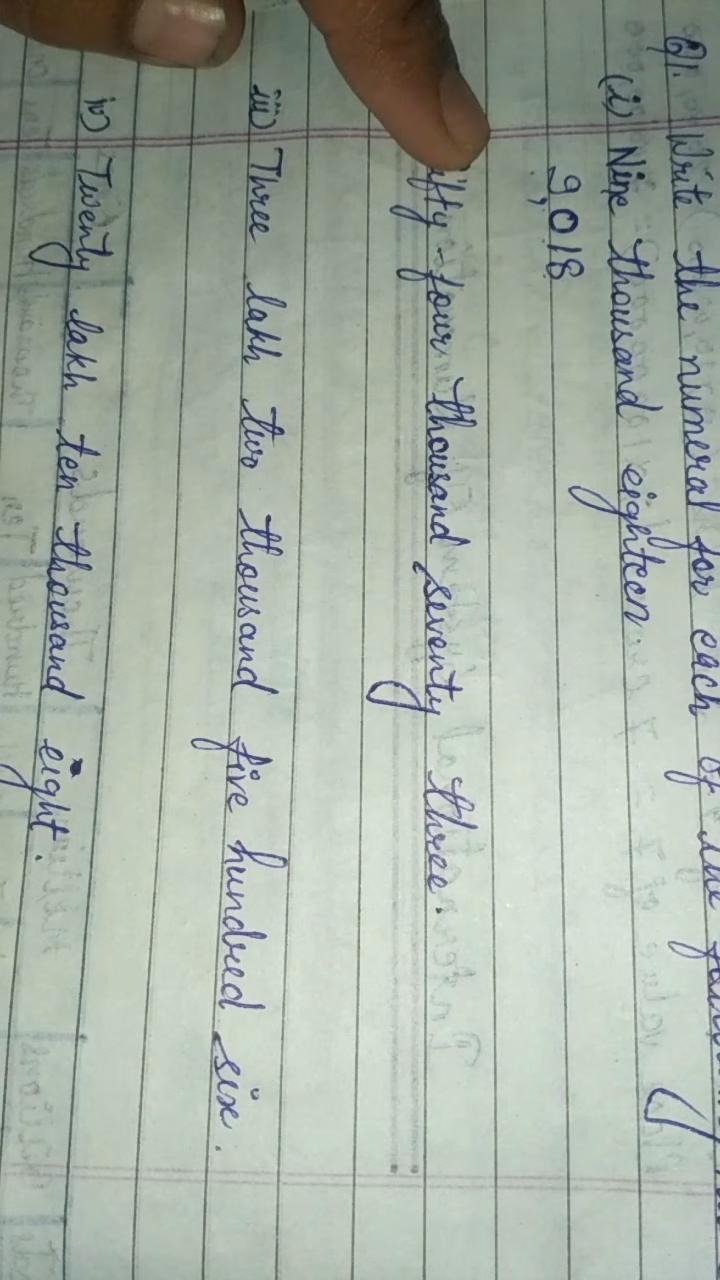 Q1. Write the numeral for each of the
(i) Nine thousand eighteen.
9,018
ifty-four thousand seventy three.
iii) Three lakh two thousand five hundred six.
iv) Twenty lakh ten thousand eight.